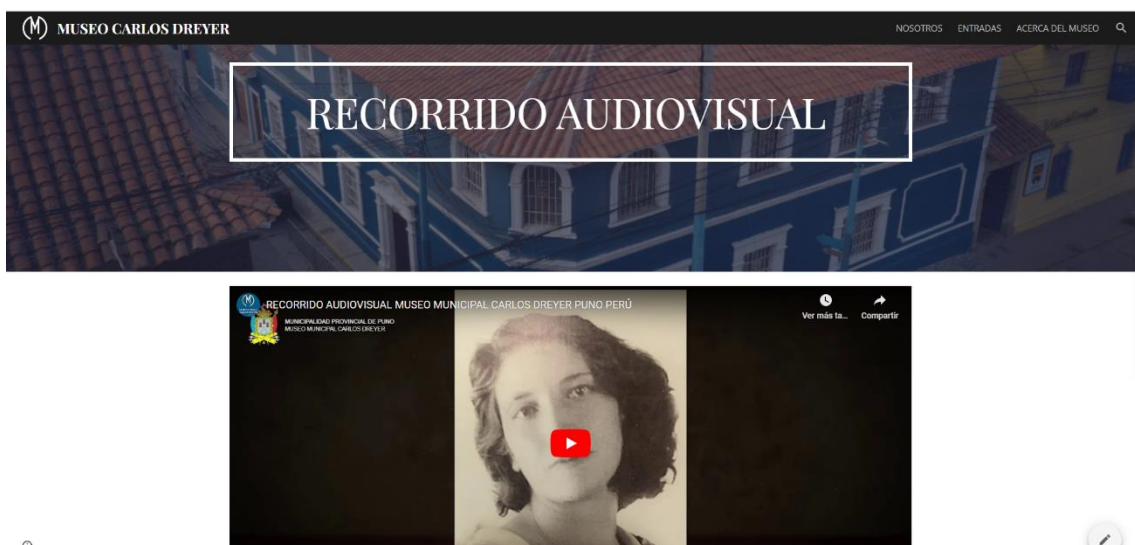 MUSEO CARLOS DREYER
NOSOTROS ENTRADAS ACERCA DEL MUSEO
RECORRIDO AUDIOVISUAL
RECORRIDO AUDIOVISUAL MUSEO MUNICIPAL CARLOS DREYER PUNO PERÚ
MUNICIPALIDAD PROVINCIAL DE PUNO
MUSEO MUNICIPAL CARLOS DREYER
Ver más ta... Compartir